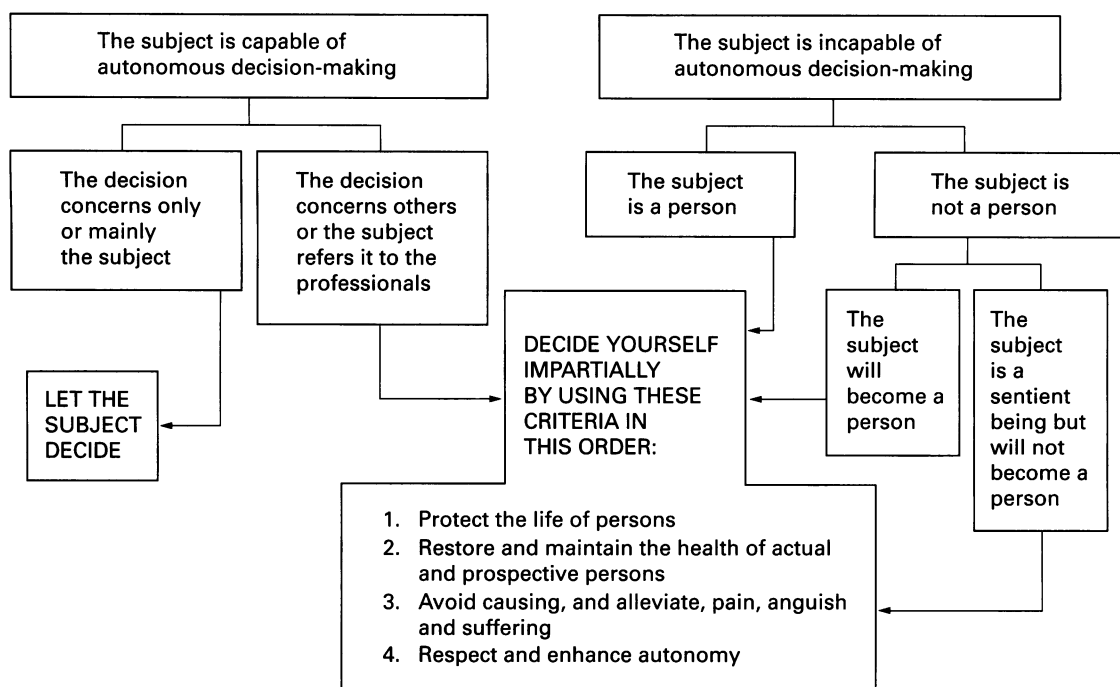 The subject is capable of
autonomous decision-making
The subject is incapable of
autonomous decision-making
The decision
concerns only
or mainly
the subject
The decision
concerns others
or the subject
refers it to the
professionals
The subject
is a person
The subject is
not a person
LET THE
SUBJECT
DECIDE
DECIDE YOURSELF
IMPARTIALLY
BY USING THESE
CRITERIA IN
THIS ORDER:
The
subject
will
become a
person
The
subject
is a
sentient
being but
will not
become a
person
1. Protect the life of persons
2. Restore and maintain the health of actual
and prospective persons
3. Avoid causing, and alleviate, pain, anguish
and suffering
4. Respect and enhance autonomy